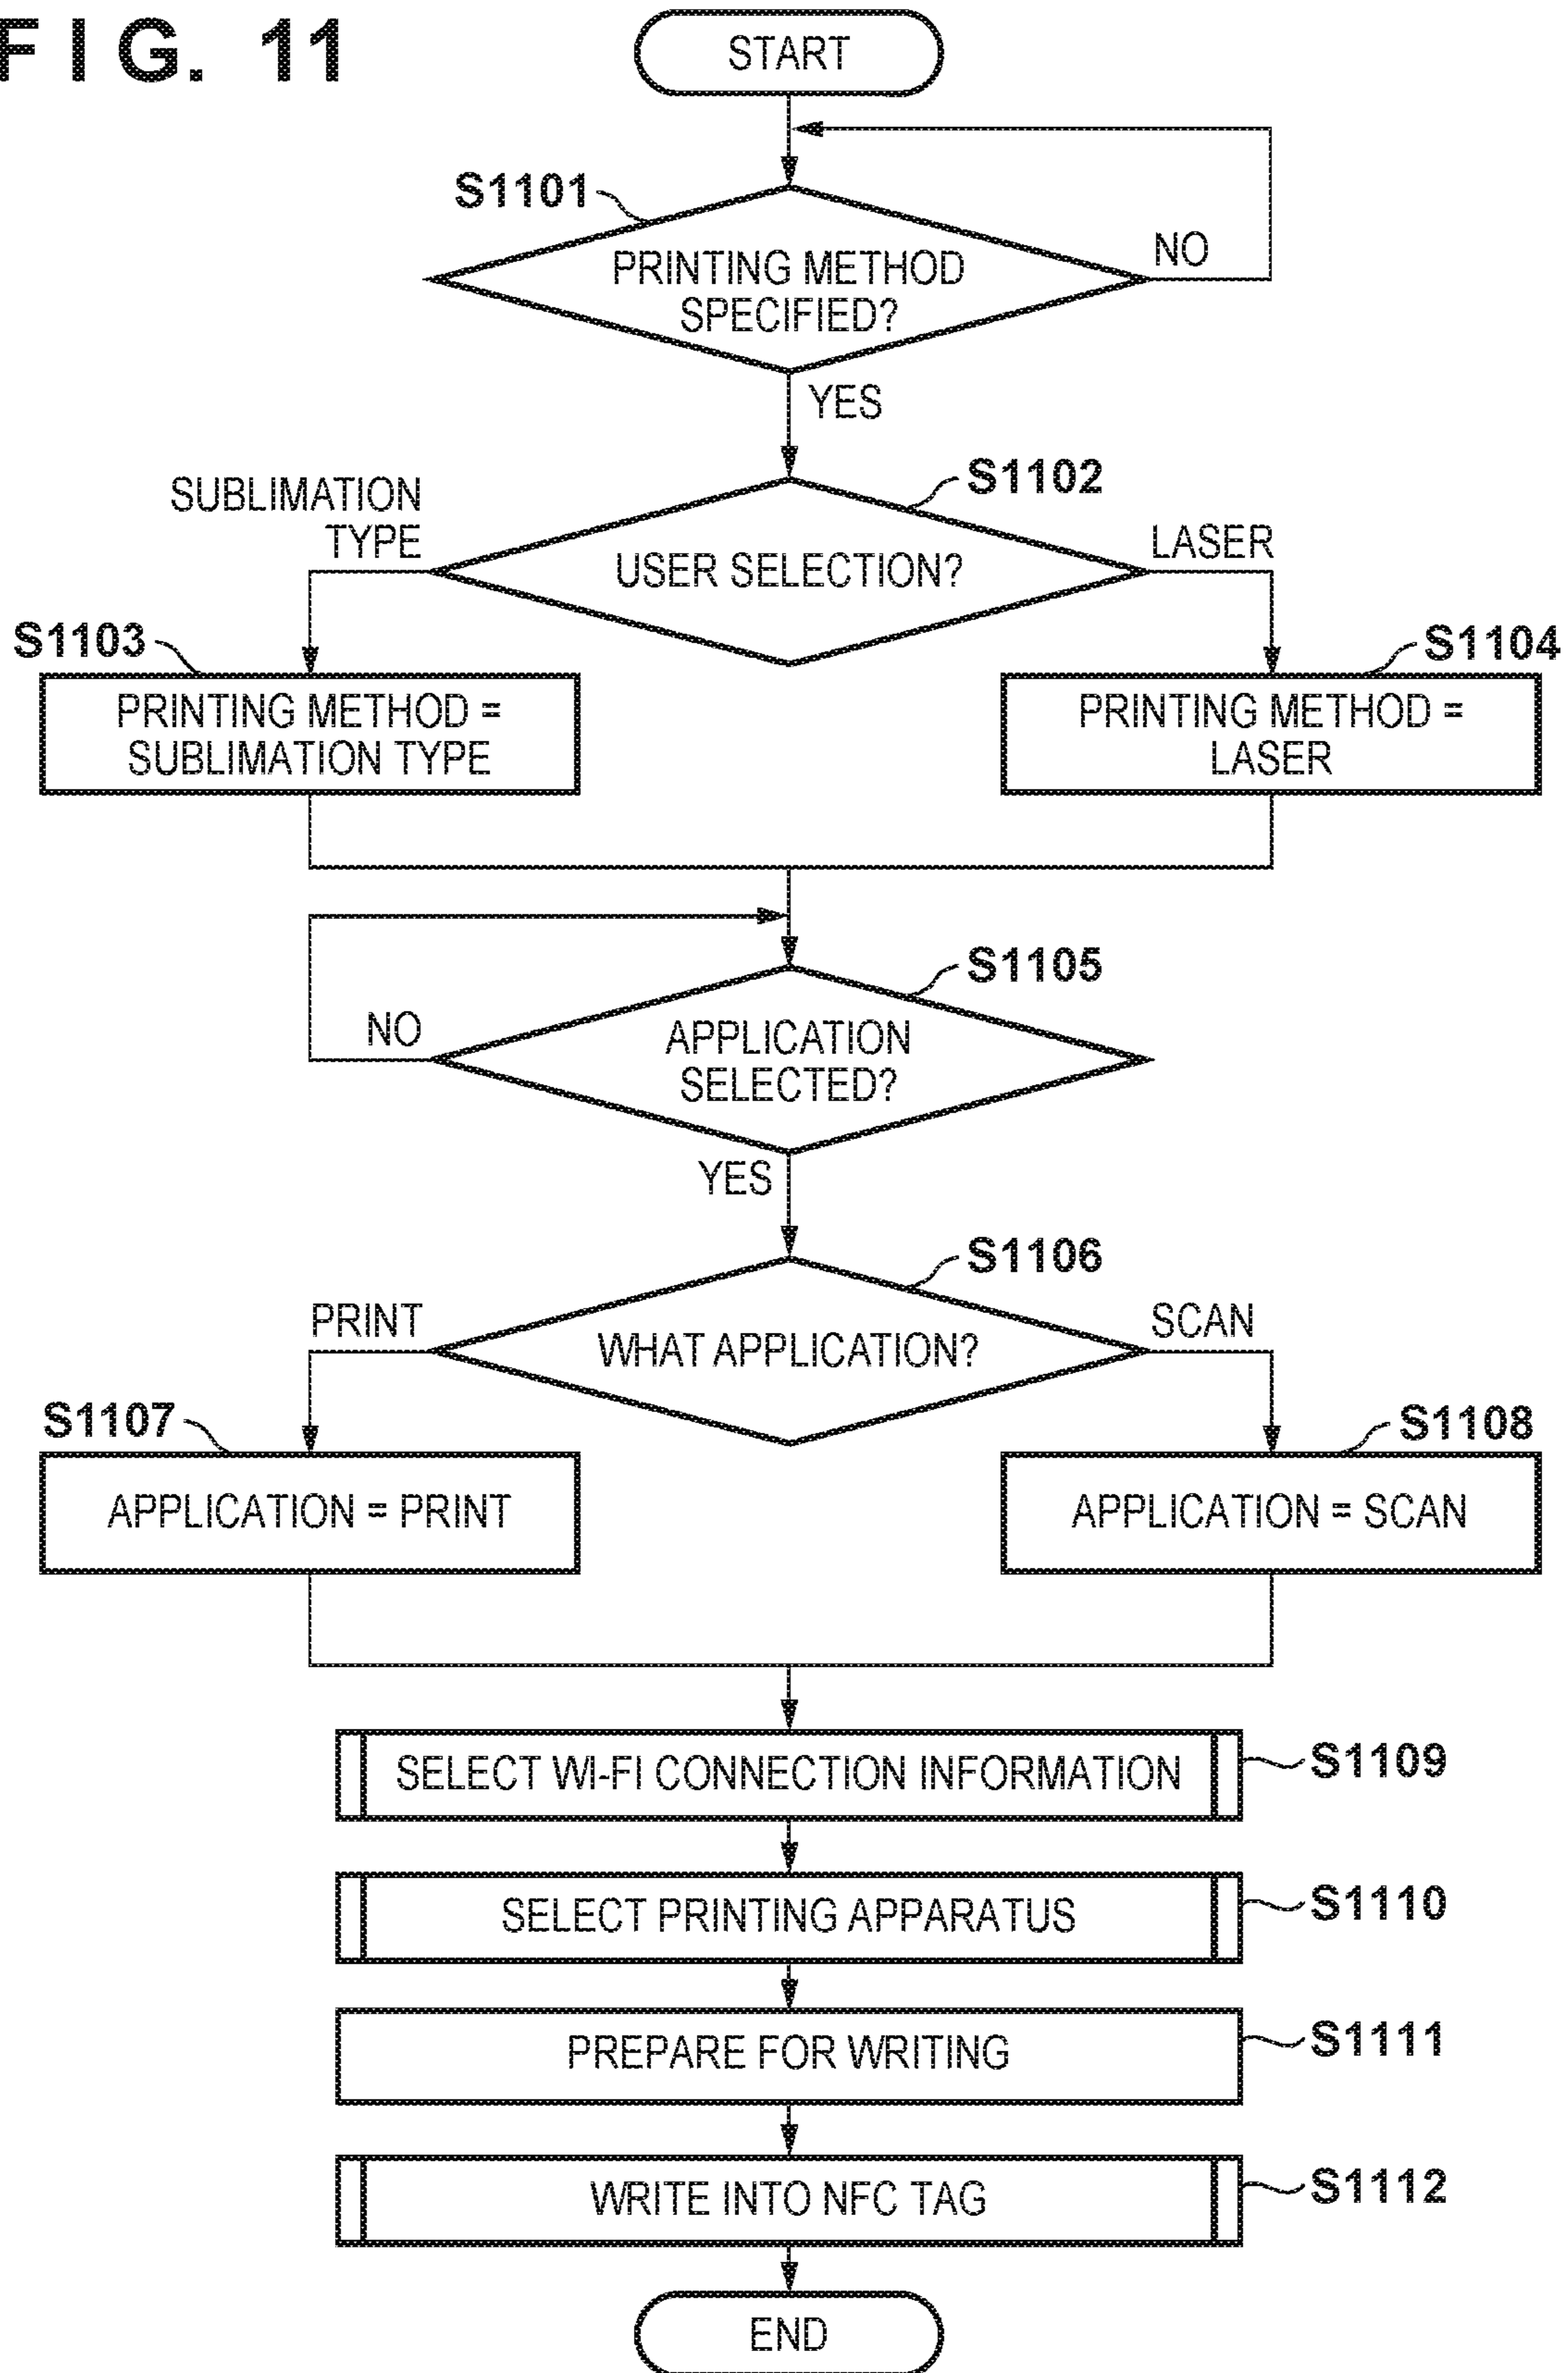 FIG. 11
START
S1101
PRINTING METHOD
SPECIFIED?
NO
YES
S1102
SUBLIMATION
TYPE
USER SELECTION?
LASER
S1103
S1104
PRINTING METHOD =
SUBLIMATION TYPE
PRINTING METHOD =
LASER
S1105
NO
APPLICATION
SELECTED?
YES
S1106
PRINT
WHAT APPLICATION?
SCAN
S1107
S1108
APPLICATION = PRINT
APPLICATION = SCAN
SELECT WI-FI CONNECTION INFORMATION
S1109
SELECT PRINTING APPARATUS
S1110
PREPARE FOR WRITING
S1111
WRITE INTO NFC TAG
S1112
END